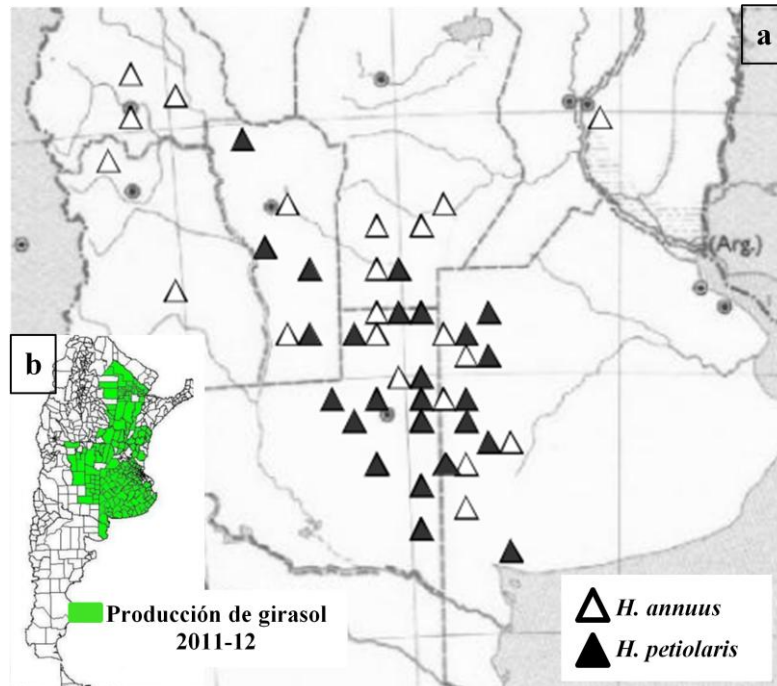 a
(Arg.)
b
Producción de girasol
2011-12
H. annuus
H. petiolaris